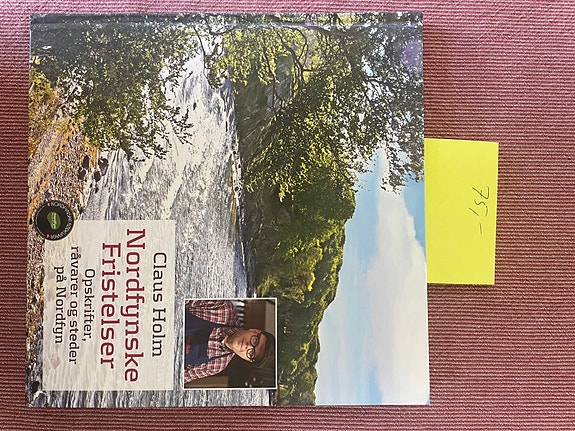 Claus Holm
Nordfynske
Fristelser
Opskrifter,
råvarer og steder
på Nordfyn
75,-